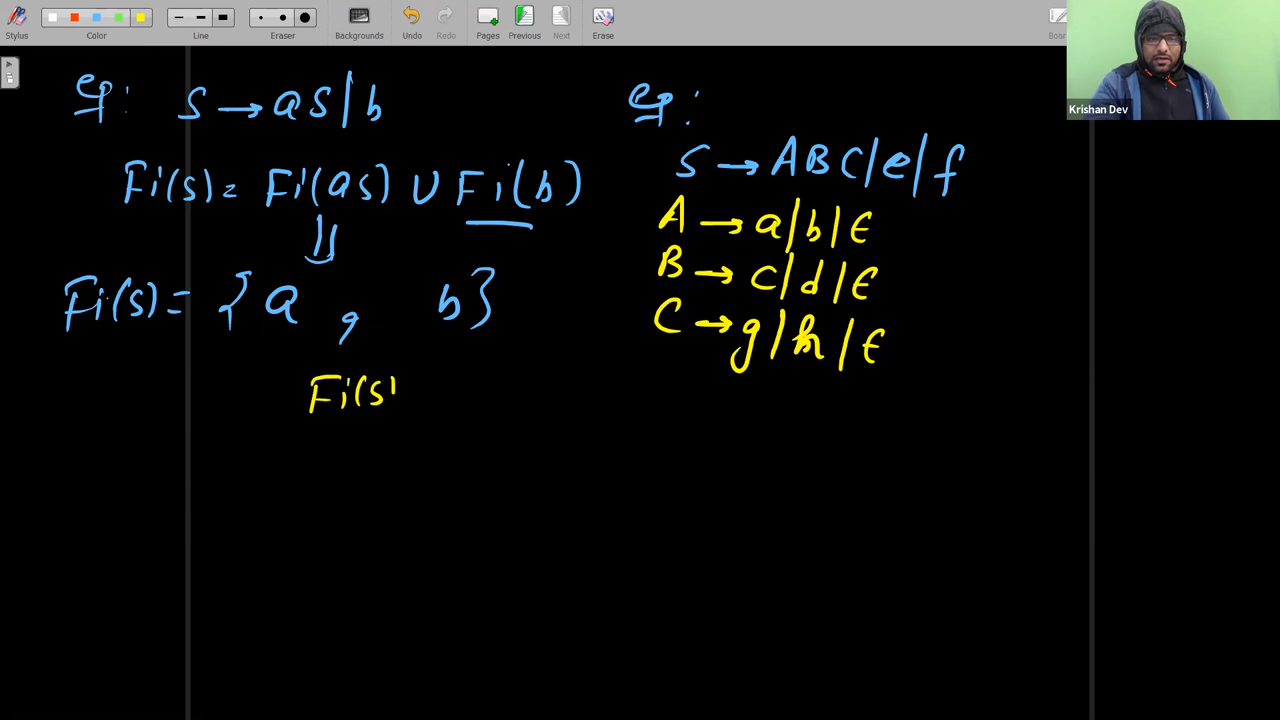 Color
Line
Eraser
Stylus
Backgrounds
Undo
Redo
Pages
Previous
Next
Erase
Krishan Dev
eg: S → aS | b
Fi(S) = Fi(aS) ∪ Fi(b)
Fi(S) = { a , b }
Fi(S)
eg:
S → ABC | e | f
A → a | b | ε
B → c | d | ε
C → g | h | ε